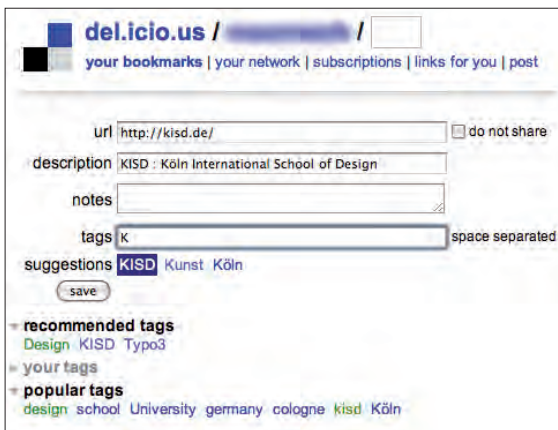 del.icio.us / /
your bookmarks | your network | subscriptions | links for you | post
url http://kisd.de/ do not share
description KISD : Köln International School of Design
notes
tags K space separated
suggestions KISD Kunst Köln
save
recommended tags
Design KISD Typo3
your tags
popular tags
design school University germany cologne kisd Köln